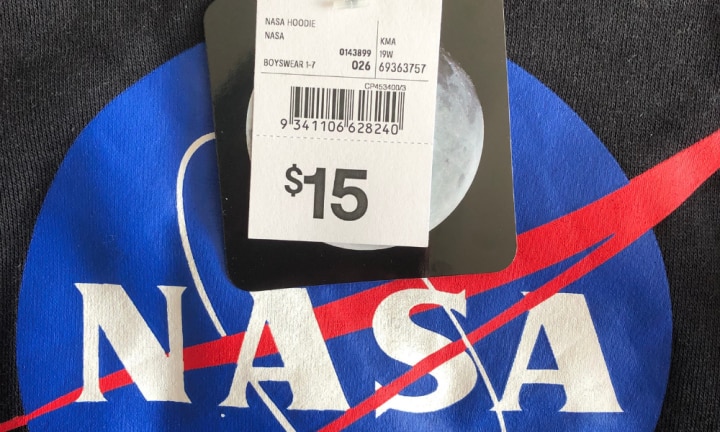 NASA HOODIE
NASA
0143899
BOYSWEAR 1-7 026
KMA
19W
69363757
CP453400/3
9 341106 628240
$15
NASA